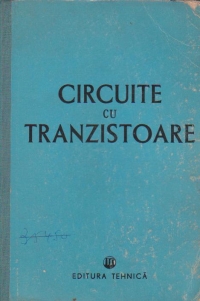 CIRCUITE
CU
TRANZISTOARE
EDITURA TEHNICĂ